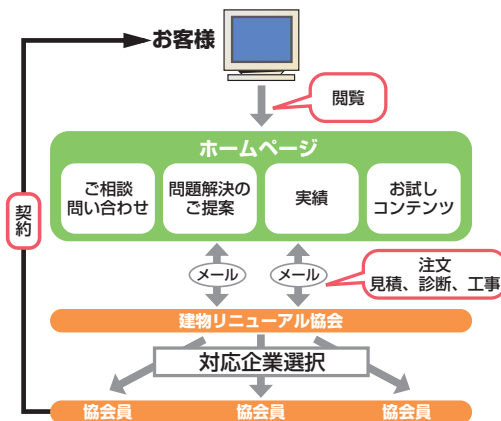 お客様
閲覧
ホームページ
ご相談
問い合わせ
問題解決の
ご提案
実績
お試し
コンテンツ
契約
メール
メール
注文
見積、診断、工事
建物リニューアル協会
対応企業選択
協会員
協会員
協会員